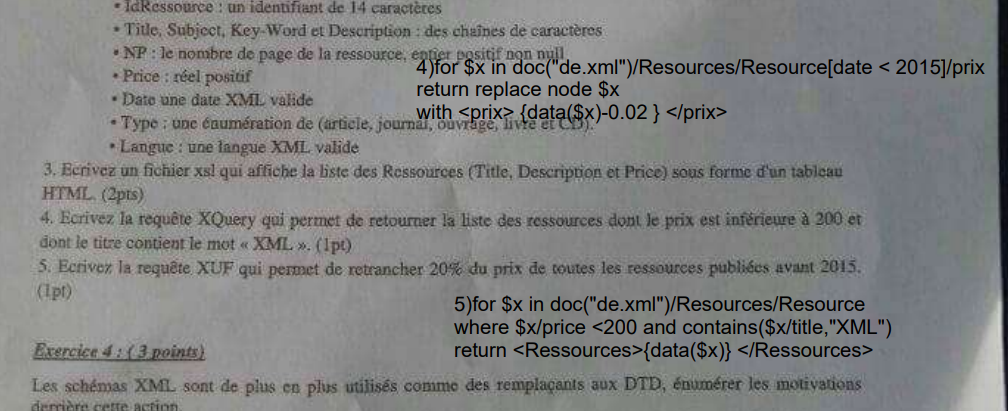 • IdRessource : un identifiant de 14 caractères
• Title, Subject, Key-Word et Description : des chaînes de caractères
• NP : le nombre de page de la ressource, entier positif non null
4)for $x in doc("de.xml")/Resources/Resource[date < 2015]/prix
• Price : réel positif
return replace node $x
• Date une date XML valide
with <prix> {data($x)-0.02 } </prix>
• Type : une énumération de (article, journal, ouvrage, livre et CD).
• Langue : une langue XML valide
3. Ecrivez un fichier xsl qui affiche la liste des Ressources (Title, Description et Price) sous forme d'un tableau
HTML. (2pts)
4. Ecrivez la requête XQuery qui permet de retourner la liste des ressources dont le prix est inférieure à 200 et
dont le titre contient le mot « XML ». (1pt)
5. Ecrivez la requête XUF qui permet de retrancher 20% du prix de toutes les ressources publiées avant 2015.
(1pt)
5)for $x in doc("de.xml")/Resources/Resource
where $x/price <200 and contains($x/title,"XML")
return <Ressources>{data($x)} </Ressources>
Exercice 4 : ( 3 points)
Les schémas XML sont de plus en plus utilisés comme des remplaçants aux DTD, énumérer les motivations
derrière cette action.